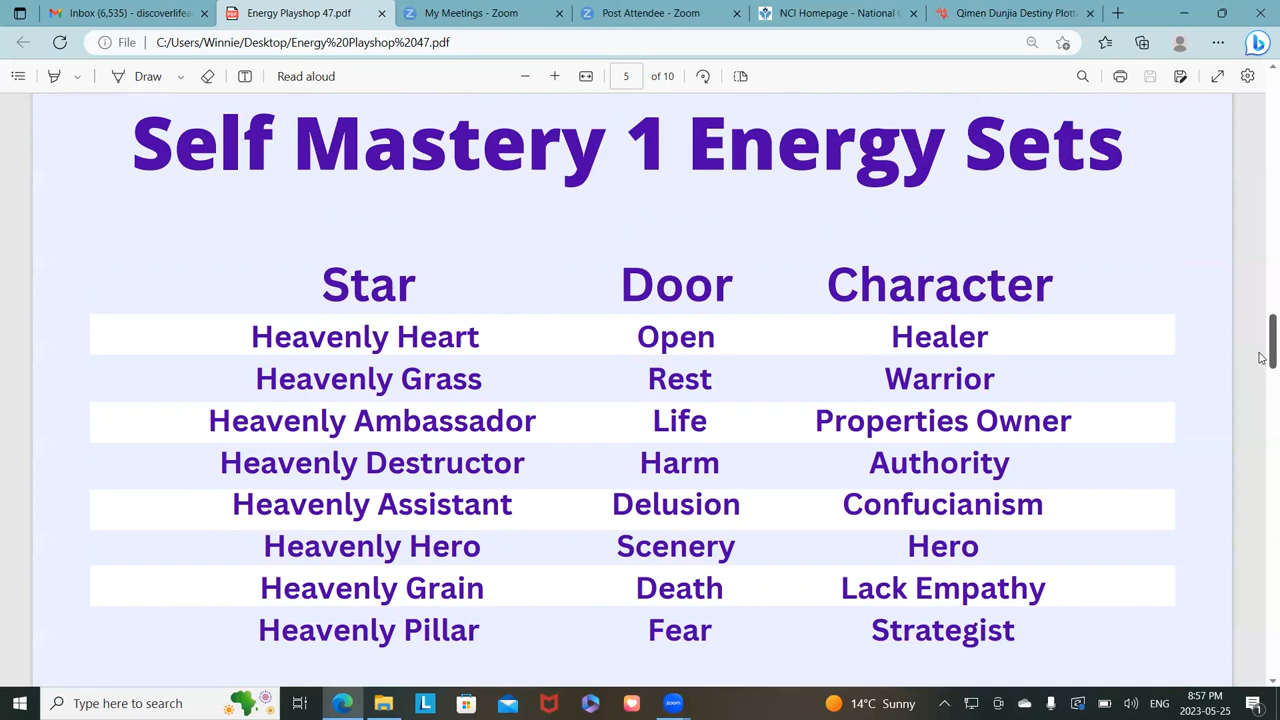 Inbox (6,535) - discoverlifea
Energy Playshop 47.pdf
My Meetings - Zoom
Post Attendee - Zoom
NCI Homepage - National C
Qimen Dunjia Destiny Plott
File
C:/Users/Winnie/Desktop/Energy%20Playshop%2047.pdf
Draw
Read aloud
5 of 10
Self Mastery 1 Energy Sets
Star Door Character
Heavenly Heart Open Healer
Heavenly Grass Rest Warrior
Heavenly Ambassador Life Properties Owner
Heavenly Destructor Harm Authority
Heavenly Assistant Delusion Confucianism
Heavenly Hero Scenery Hero
Heavenly Grain Death Lack Empathy
Heavenly Pillar Fear Strategist
Type here to search
L
zoom
14°C Sunny
ENG
8:57 PM
2023-05-25
1